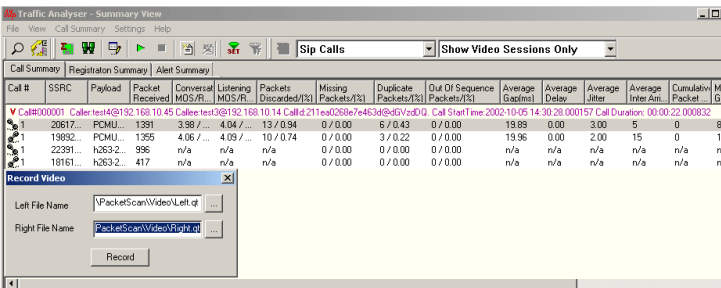 Traffic Analyser - Summary View
File View Call Summary Settings Help
SET
Sip Calls
Show Video Sessions Only
Call Summary Registraton Summary Alert Summary
Call # SSRC Payload Packet Received Conversat MOS/R... Listening MOS/R... Packets Discarded/(%) Missing Packets/(%) Duplicate Packets/(%) Out Of Sequence Packets/(%) Average Gap(ms) Average Delay Average Jitter Average Inter Arri... Cumulativ Packet ...
Call#000001 Caller:test4@192.168.10.45 Callee:test3@192.168.10.14 CallId:211ea0268e7e463d@dGVzdDQ. Call StartTime:2002-10-05 14:30:28.000157 Call Duration: 00:00:22.000832
1 20617... PCMU... 1391 3.98 / ... 4.04 / ... 13 / 0.94 0 / 0.00 6 / 0.43 0 / 0.00 19.89 0.00 3.00 5 0
19892... PCMU... 1355 4.06 / ... 4.09 / ... 10 / 0.74 0 / 0.00 3 / 0.22 0 / 0.00 19.96 0.00 2.00 15 0
1 22391... h263-2... 996 n/a n/a n/a 0 / 0.00 0 / 0.00 0 / 0.00 n/a n/a n/a n/a n/a
18161... h263-2... 417 n/a n/a n/a 0 / 0.00 0 / 0.00 0 / 0.00 n/a n/a n/a n/a n/a
Record Video
Left File Name \PacketScan\Video\Left.qt ...
Right File Name PacketScan\Video\Right.qt ...
Record